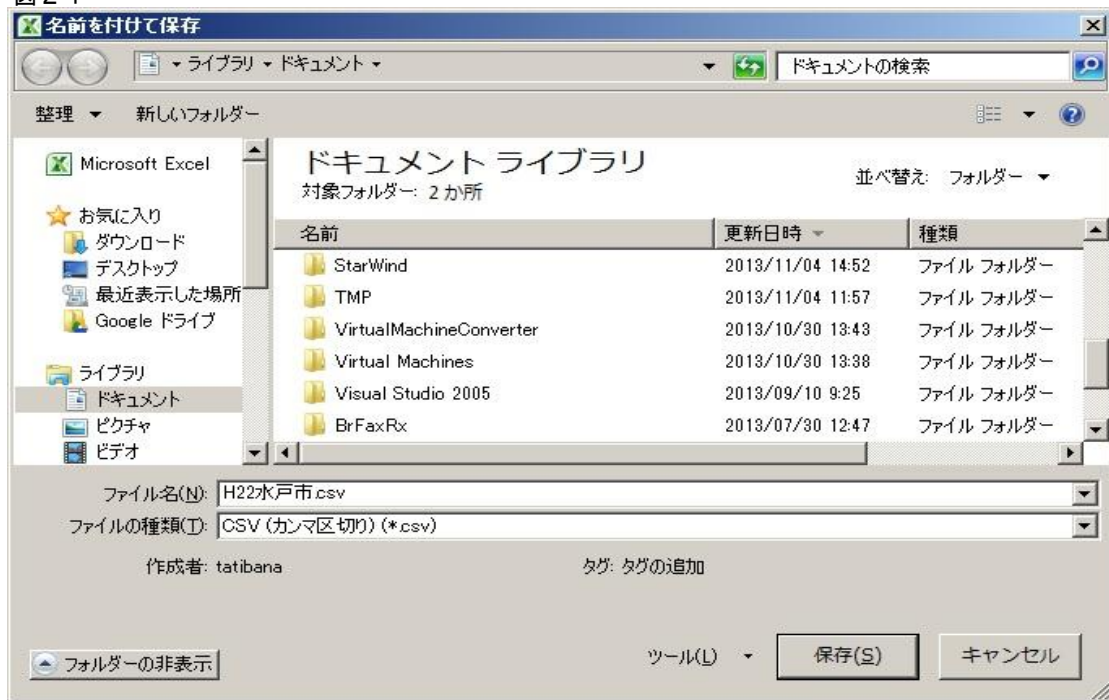 名前を付けて保存
ライブラリ ドキュメント ドキュメントの検索
整理 新しいフォルダー
Microsoft Excel
お気に入り
ダウンロード
デスクトップ
最近表示した場所
Google ドライブ
ライブラリ
ドキュメント
ピクチャ
ビデオ
ドキュメント ライブラリ
対象フォルダー: 2 か所
並べ替え: フォルダー
名前 更新日時 種類
StarWind 2013/11/04 14:52 ファイル フォルダー
TMP 2013/11/04 11:57 ファイル フォルダー
VirtualMachineConverter 2013/10/30 13:43 ファイル フォルダー
Virtual Machines 2013/10/30 13:38 ファイル フォルダー
Visual Studio 2005 2013/09/10 9:25 ファイル フォルダー
BrFaxRx 2013/07/30 12:47 ファイル フォルダー
ファイル名(N): H22水戸市.csv
ファイルの種類(T): CSV (カンマ区切り) (*.csv)
作成者: tatibana タグ: タグの追加
フォルダーの非表示 ツール(L) 保存(S) キャンセル